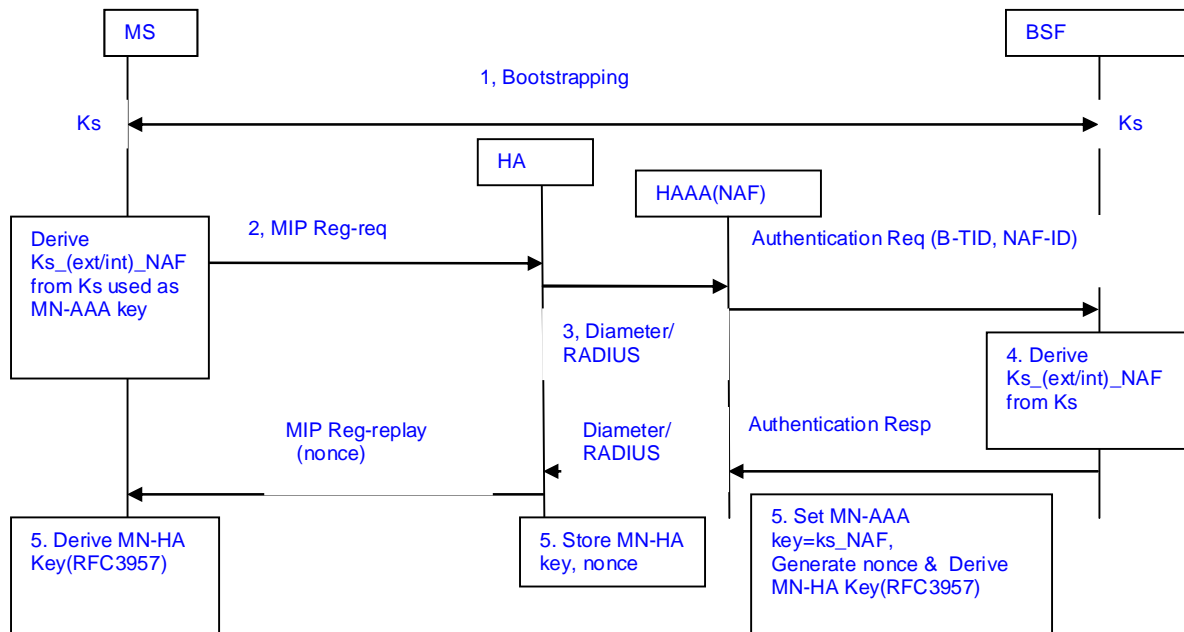 MS
BSF
1, Bootstrapping
Ks
Ks
HA
HAAA(NAF)
Derive
Ks_(ext/int)_NAF
from Ks used as
MN-AAA key
2, MIP Reg-req
Authentication Req (B-TID, NAF-ID)
3, Diameter/
RADIUS
4. Derive
Ks_(ext/int)_NAF
from Ks
MIP Reg-replay
(nonce)
Diameter/
RADIUS
Authentication Resp
5. Derive MN-HA
Key(RFC3957)
5. Store MN-HA
key, nonce
5. Set MN-AAA
key=ks_NAF,
Generate nonce & Derive
MN-HA Key(RFC3957)